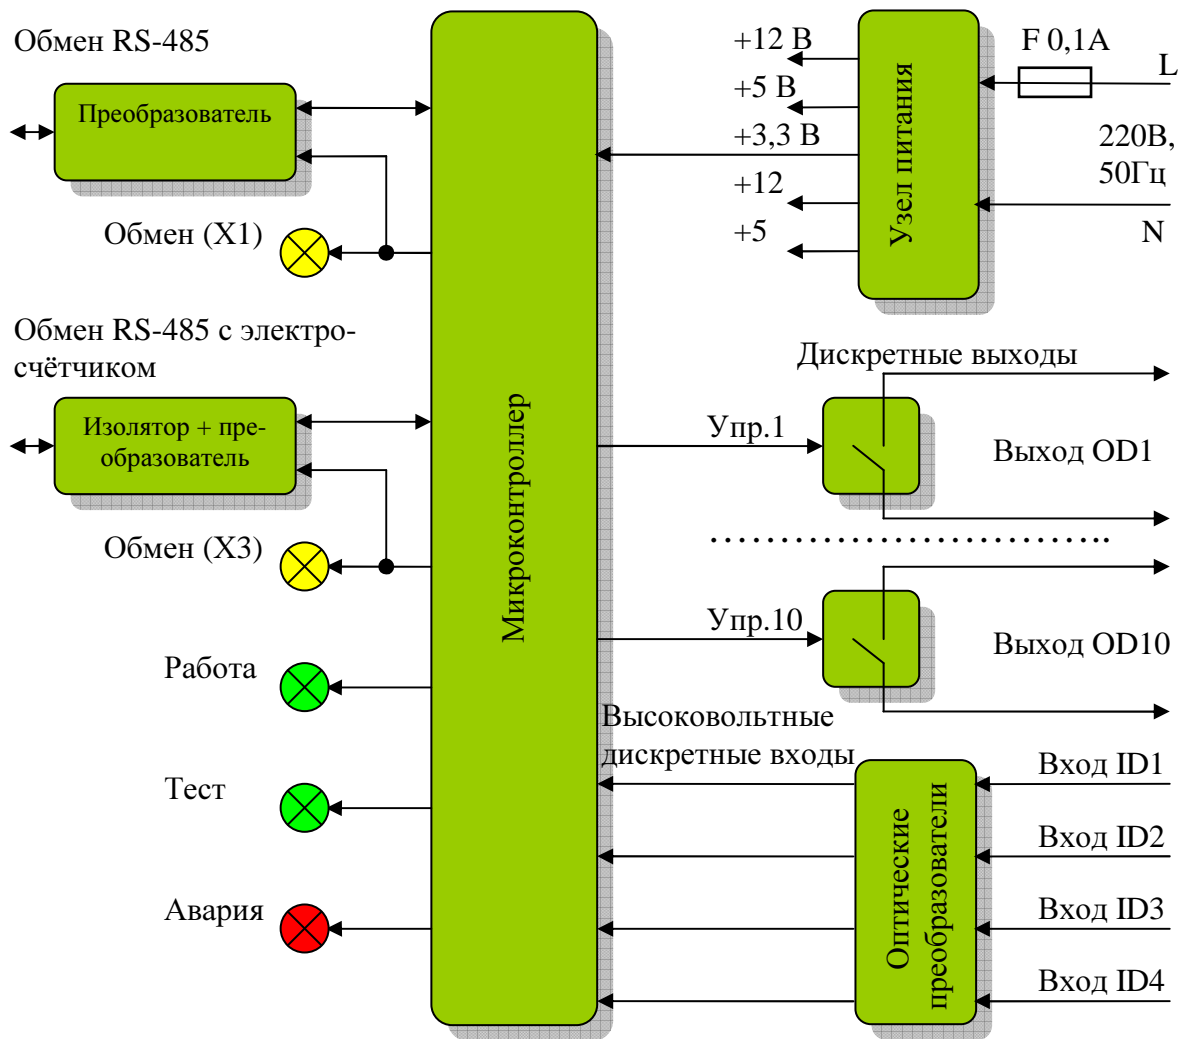 Обмен RS-485
Преобразователь
Обмен (X1)
Обмен RS-485 с электро-
счётчиком
Изолятор + пре-
образователь
Обмен (X3)
Работа
Тест
Авария
Микроконтроллер
+12 В
+5 В
+3,3 В
+12
+5
Узел питания
F 0,1А
L
220В,
50Гц
N
Дискретные выходы
Упр.1
Выход OD1
Упр.10
Выход OD10
Высоковольтные
дискретные входы
Оптические
преобразователи
Вход ID1
Вход ID2
Вход ID3
Вход ID4